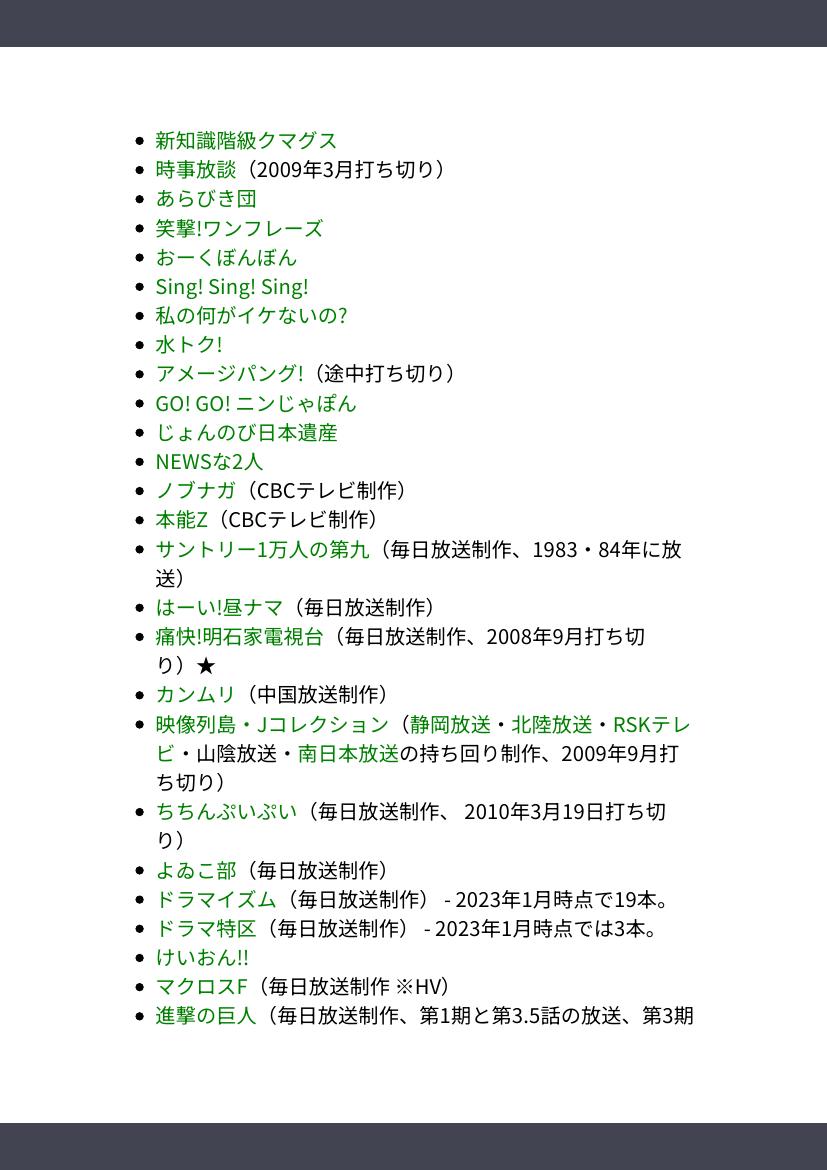 新知識階級クマグス
時事放談（2009年3月打ち切り）
あらびき団
笑撃!ワンフレーズ
おーくぼんぼん
Sing! Sing! Sing!
私の何がイケないの?
水トク!
アメージパング!（途中打ち切り）
GO! GO! ニンじゃぽん
じょんのび日本遺産
NEWSな2人
ノブナガ（CBCテレビ制作）
本能Z（CBCテレビ制作）
サントリー1万人の第九（毎日放送制作、1983・84年に放
送）
はーい!昼ナマ（毎日放送制作）
痛快!明石家電視台（毎日放送制作、2008年9月打ち切
り）★
カンムリ（中国放送制作）
映像列島・Jコレクション（静岡放送・北陸放送・RSKテレ
ビ・山陰放送・南日本放送の持ち回り制作、2009年9月打
ち切り）
ちちんぷいぷい（毎日放送制作、 2010年3月19日打ち切
り）
よゐこ部（毎日放送制作）
ドラマイズム（毎日放送制作） - 2023年1月時点で19本。
ドラマ特区（毎日放送制作） - 2023年1月時点では3本。
けいおん!!
マクロスF（毎日放送制作 ※HV）
進撃の巨人（毎日放送制作、第1期と第3.5話の放送、第3期